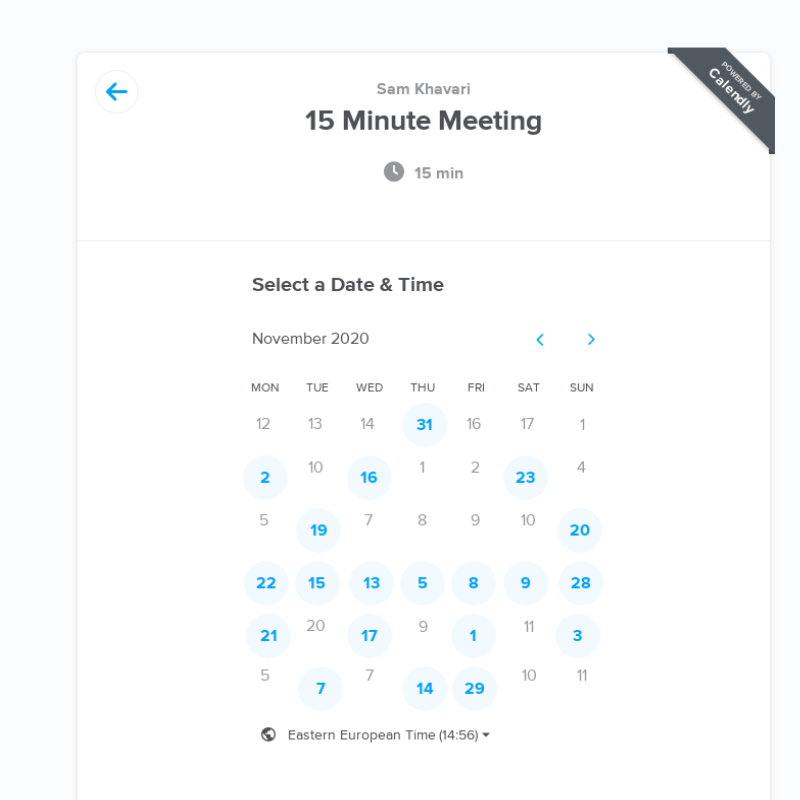 Sam Khavari
POWERED BY
Calendly
15 Minute Meeting
15 min
Select a Date & Time
November 2020
MON TUE WED THU FRI SAT SUN
12 13 14 31 16 17 1
2 10 16 1 2 23 4
5 19 7 8 9 10 20
22 15 13 5 8 9 28
21 20 17 9 1 11 3
5 7 7 14 29 10 11
Eastern European Time (14:56)